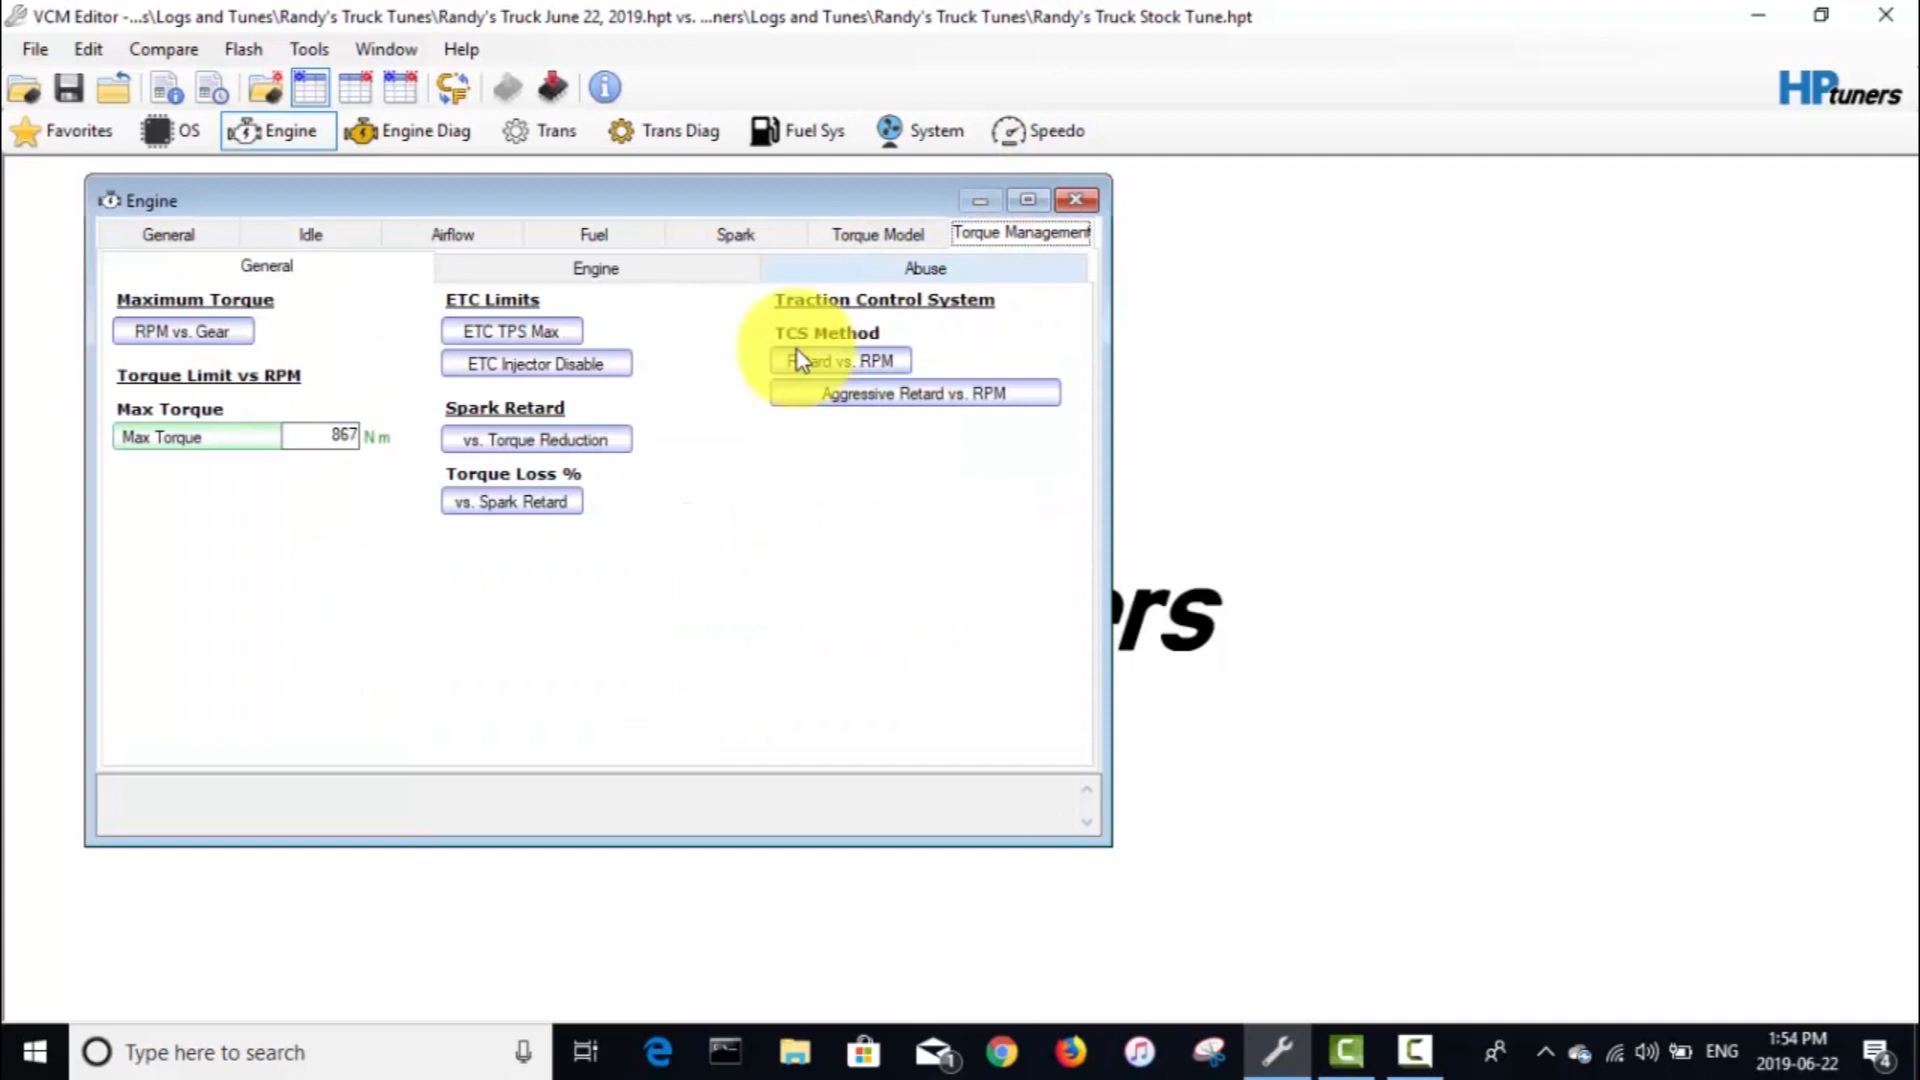 VCM Editor -...s\Logs and Tunes\Randy's Truck Tunes\Randy's Truck June 22, 2019.hpt vs. ...ners\Logs and Tunes\Randy's Truck Tunes\Randy's Truck Stock Tune.hpt
File Edit Compare Flash Tools Window Help
HPtuners
Favorites OS Engine Engine Diag Trans Trans Diag Fuel Sys System Speedo
Engine
General Idle Airflow Fuel Spark Torque Model Torque Management
General Engine Abuse
Maximum Torque
RPM vs. Gear
Torque Limit vs RPM
Max Torque
Max Torque 867 N m
ETC Limits
ETC TPS Max
ETC Injector Disable
Spark Retard
vs. Torque Reduction
Torque Loss %
vs. Spark Retard
Traction Control System
TCS Method
Retard vs. RPM
Aggressive Retard vs. RPM
ers
Type here to search
1
ENG
1:54 PM
2019-06-22
4